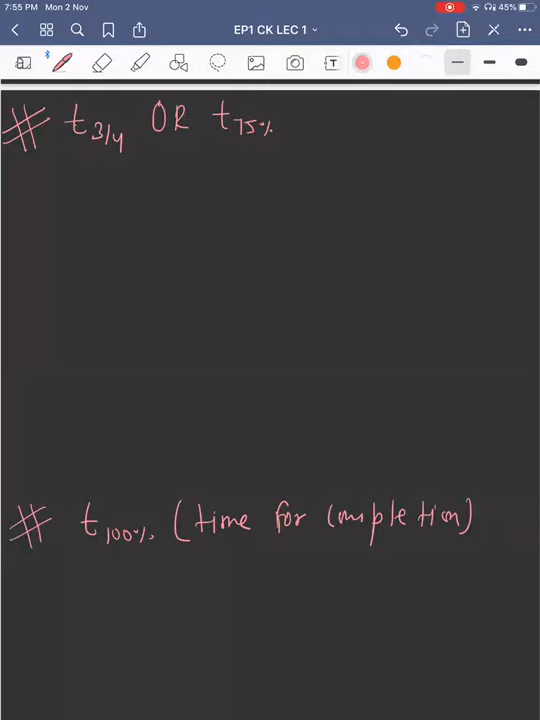 7:55 PM Mon 2 Nov 45%
EP1 CK LEC 1
# t3/4 OR t75%
# t100% (time for completion)